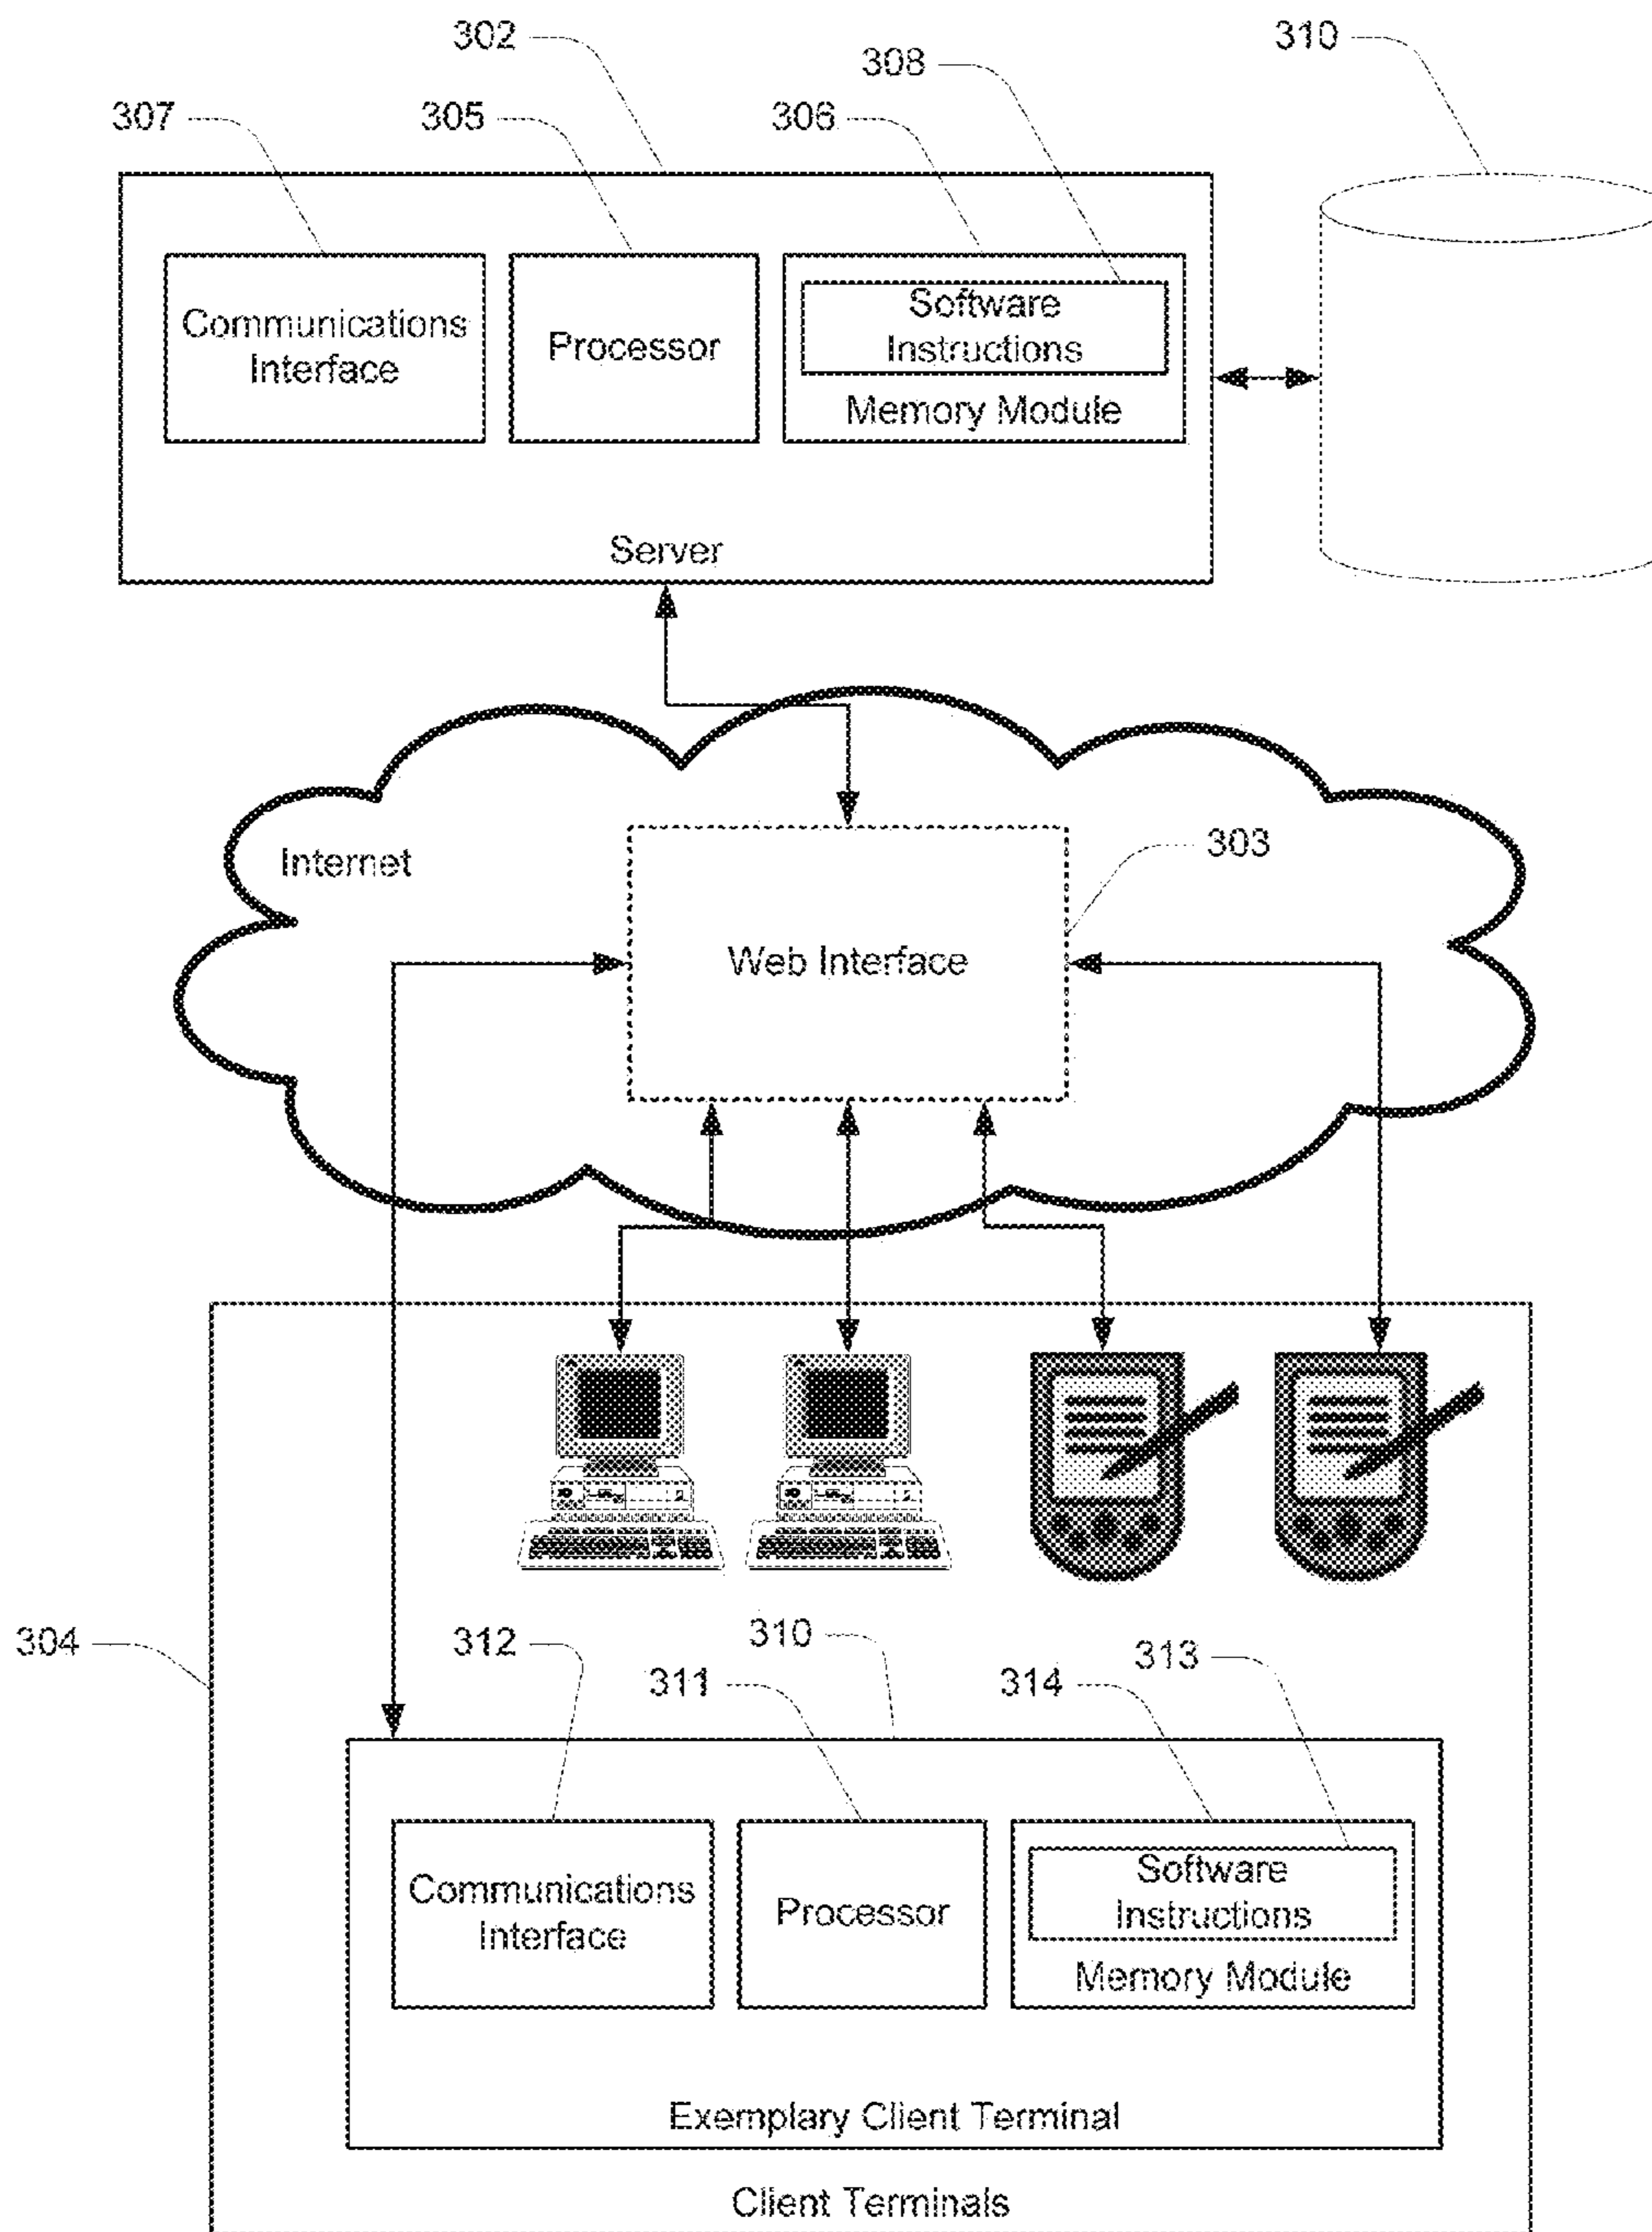 302
310
308
307
305
306
Communications
Interface
Processor
Software
Instructions
Memory Module
Server
Internet
303
Web Interface
304
312
310
311
314
313
Communications
Interface
Processor
Software
Instructions
Memory Module
Exemplary Client Terminal
Client Terminals